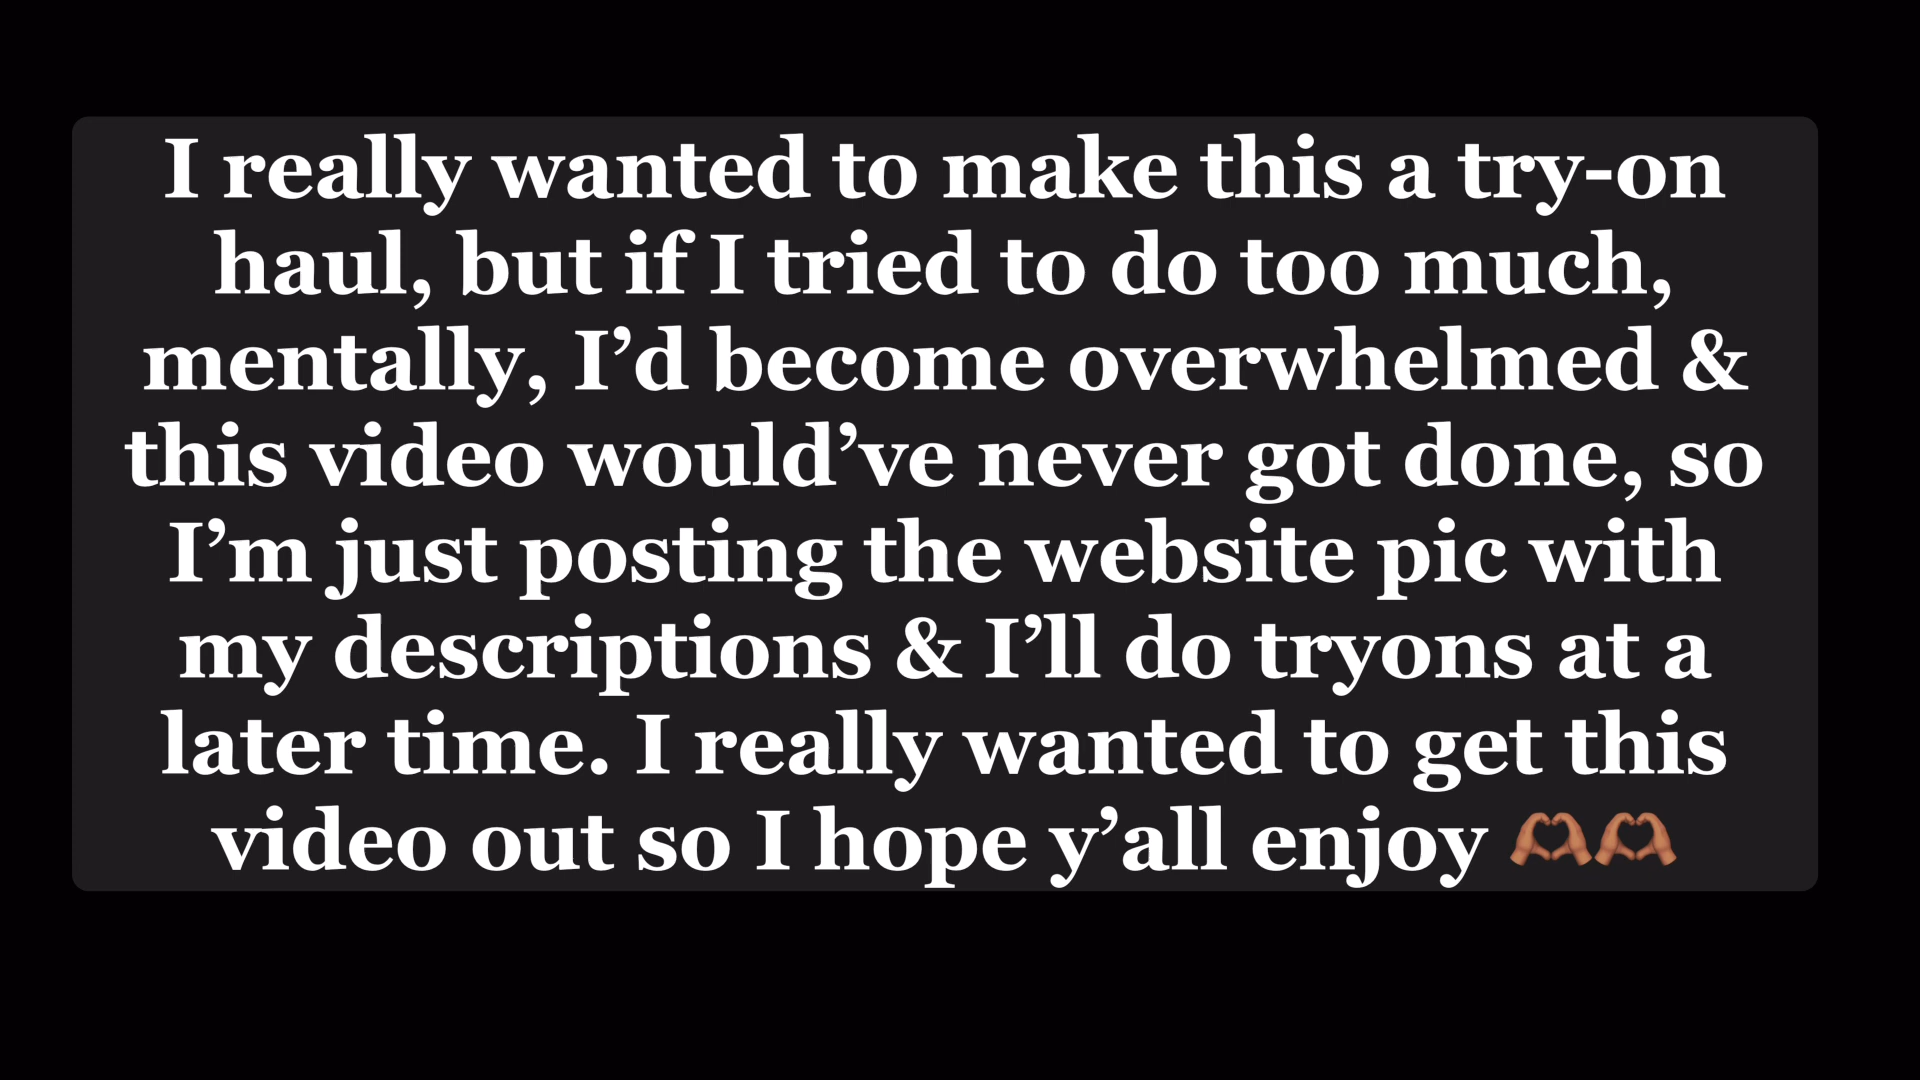 I really wanted to make this a try-on
haul, but if I tried to do too much,
mentally, I’d become overwhelmed &
this video would’ve never got done, so
I’m just posting the website pic with
my descriptions & I’ll do tryons at a
later time. I really wanted to get this
video out so I hope y’all enjoy 🫶🏾🫶🏾